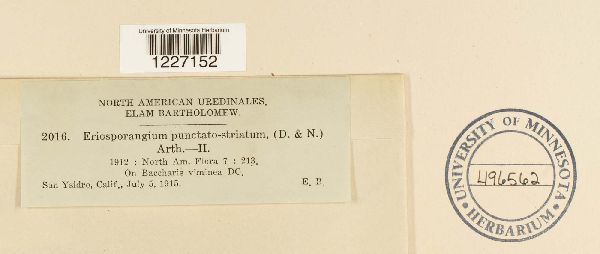 University of Minnesota Herbarium
1227152
NORTH AMERICAN UREDINALES,
ELAM BARTHOLOMEW.
2016. Eriosporangium punctato-striatum, (D. & N.)
Arth.—II.
1912 : North Am. Flora 7 : 213.
On Baccharis viminea DC.
San Ysidro, Calif., July 5, 1915. E. B.
UNIVERSITY OF MINNESOTA
496562
HERBARIUM